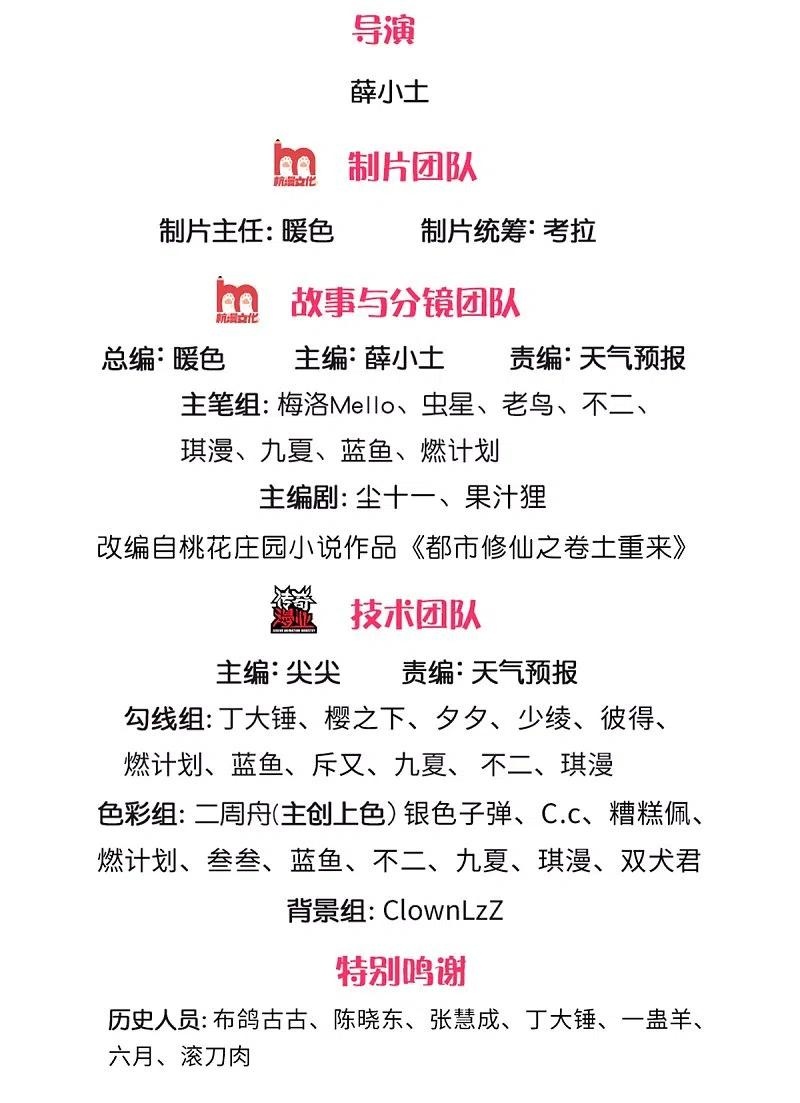 导演
薛小土
杭漫文化 制片团队
制片主任: 暖色 制片统筹: 考拉
杭漫文化 故事与分镜团队
总编: 暖色 主编: 薛小土 责编: 天气预报
主笔组: 梅洛Mello、虫星、老鸟、不二、
琪漫、九夏、蓝鱼、燃计划
主编剧: 尘十一、果汁狸
改编自桃花庄园小说作品《都市修仙之卷土重来》
传奇漫业 技术团队
主编: 尖尖 责编: 天气预报
勾线组: 丁大锤、樱之下、夕夕、少绫、彼得、
燃计划、蓝鱼、斥又、九夏、 不二、琪漫
色彩组: 二周舟(主创上色) 银色子弹、C.c、糟糕佩、
燃计划、叁叁、蓝鱼、不二、九夏、琪漫、双犬君
背景组: ClownLzZ
特别鸣谢
历史人员: 布鸽古古、陈晓东、张慧成、丁大锤、一蛊羊、
六月、滚刀肉